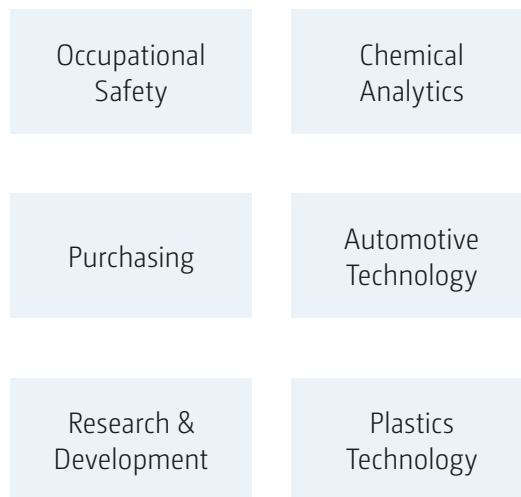 Occupational
Safety
Chemical
Analytics
Purchasing
Automotive
Technology
Research &
Development
Plastics
Technology